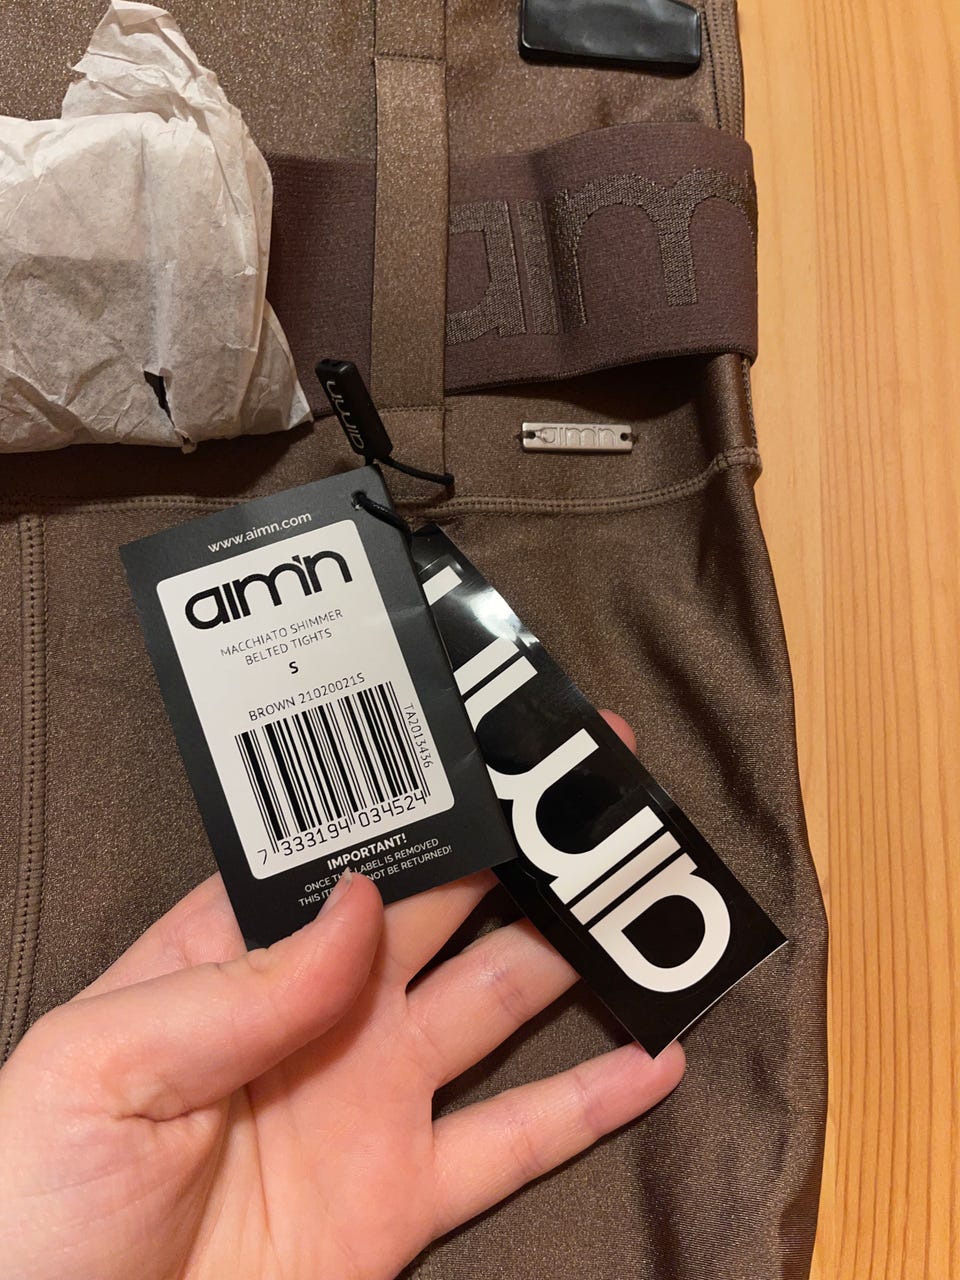 aim
aim'n
aim'n
www.aimn.com
aim'n
MACCHIATO SHIMMER
BELTED TIGHTS
S
BROWN 21020021S
TA2013436
7 333194 034524
IMPORTANT!
ONCE THIS LABEL IS REMOVED
THIS ITEM NOT BE RETURNED!
aim'n